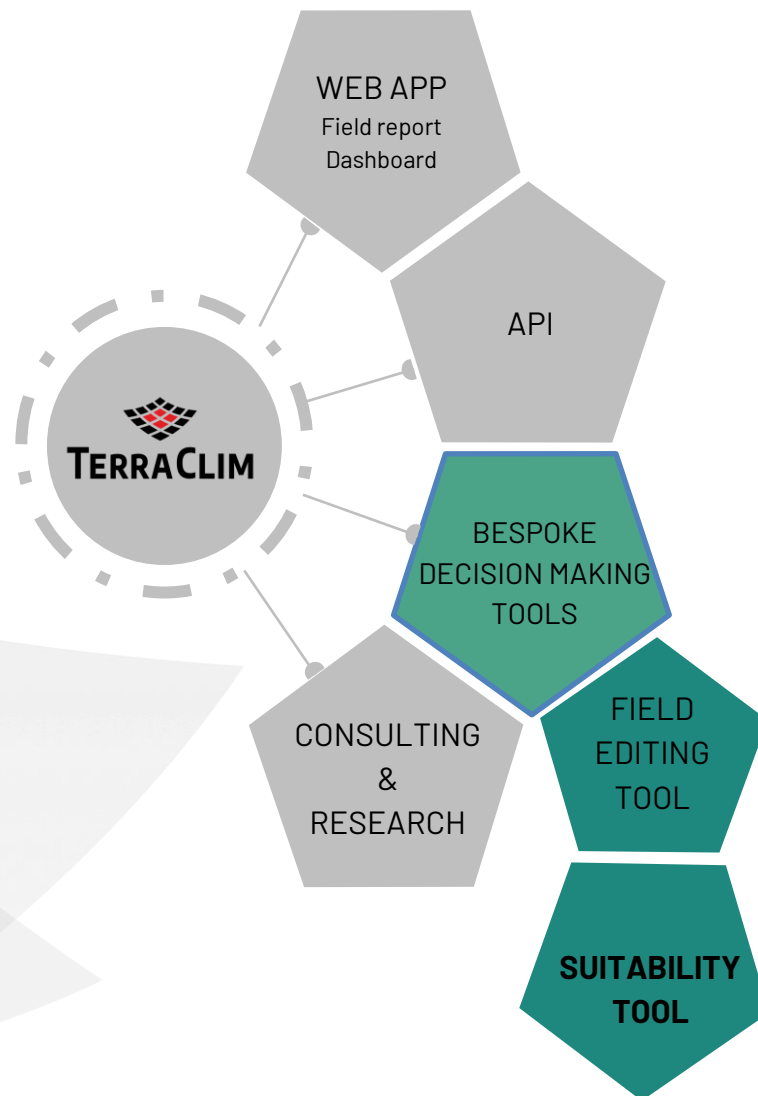 WEB APP
Field report
Dashboard
API
TERRACLIM
BESPOKE
DECISION MAKING
TOOLS
CONSULTING
&
RESEARCH
FIELD
EDITING
TOOL
SUITABILITY
TOOL